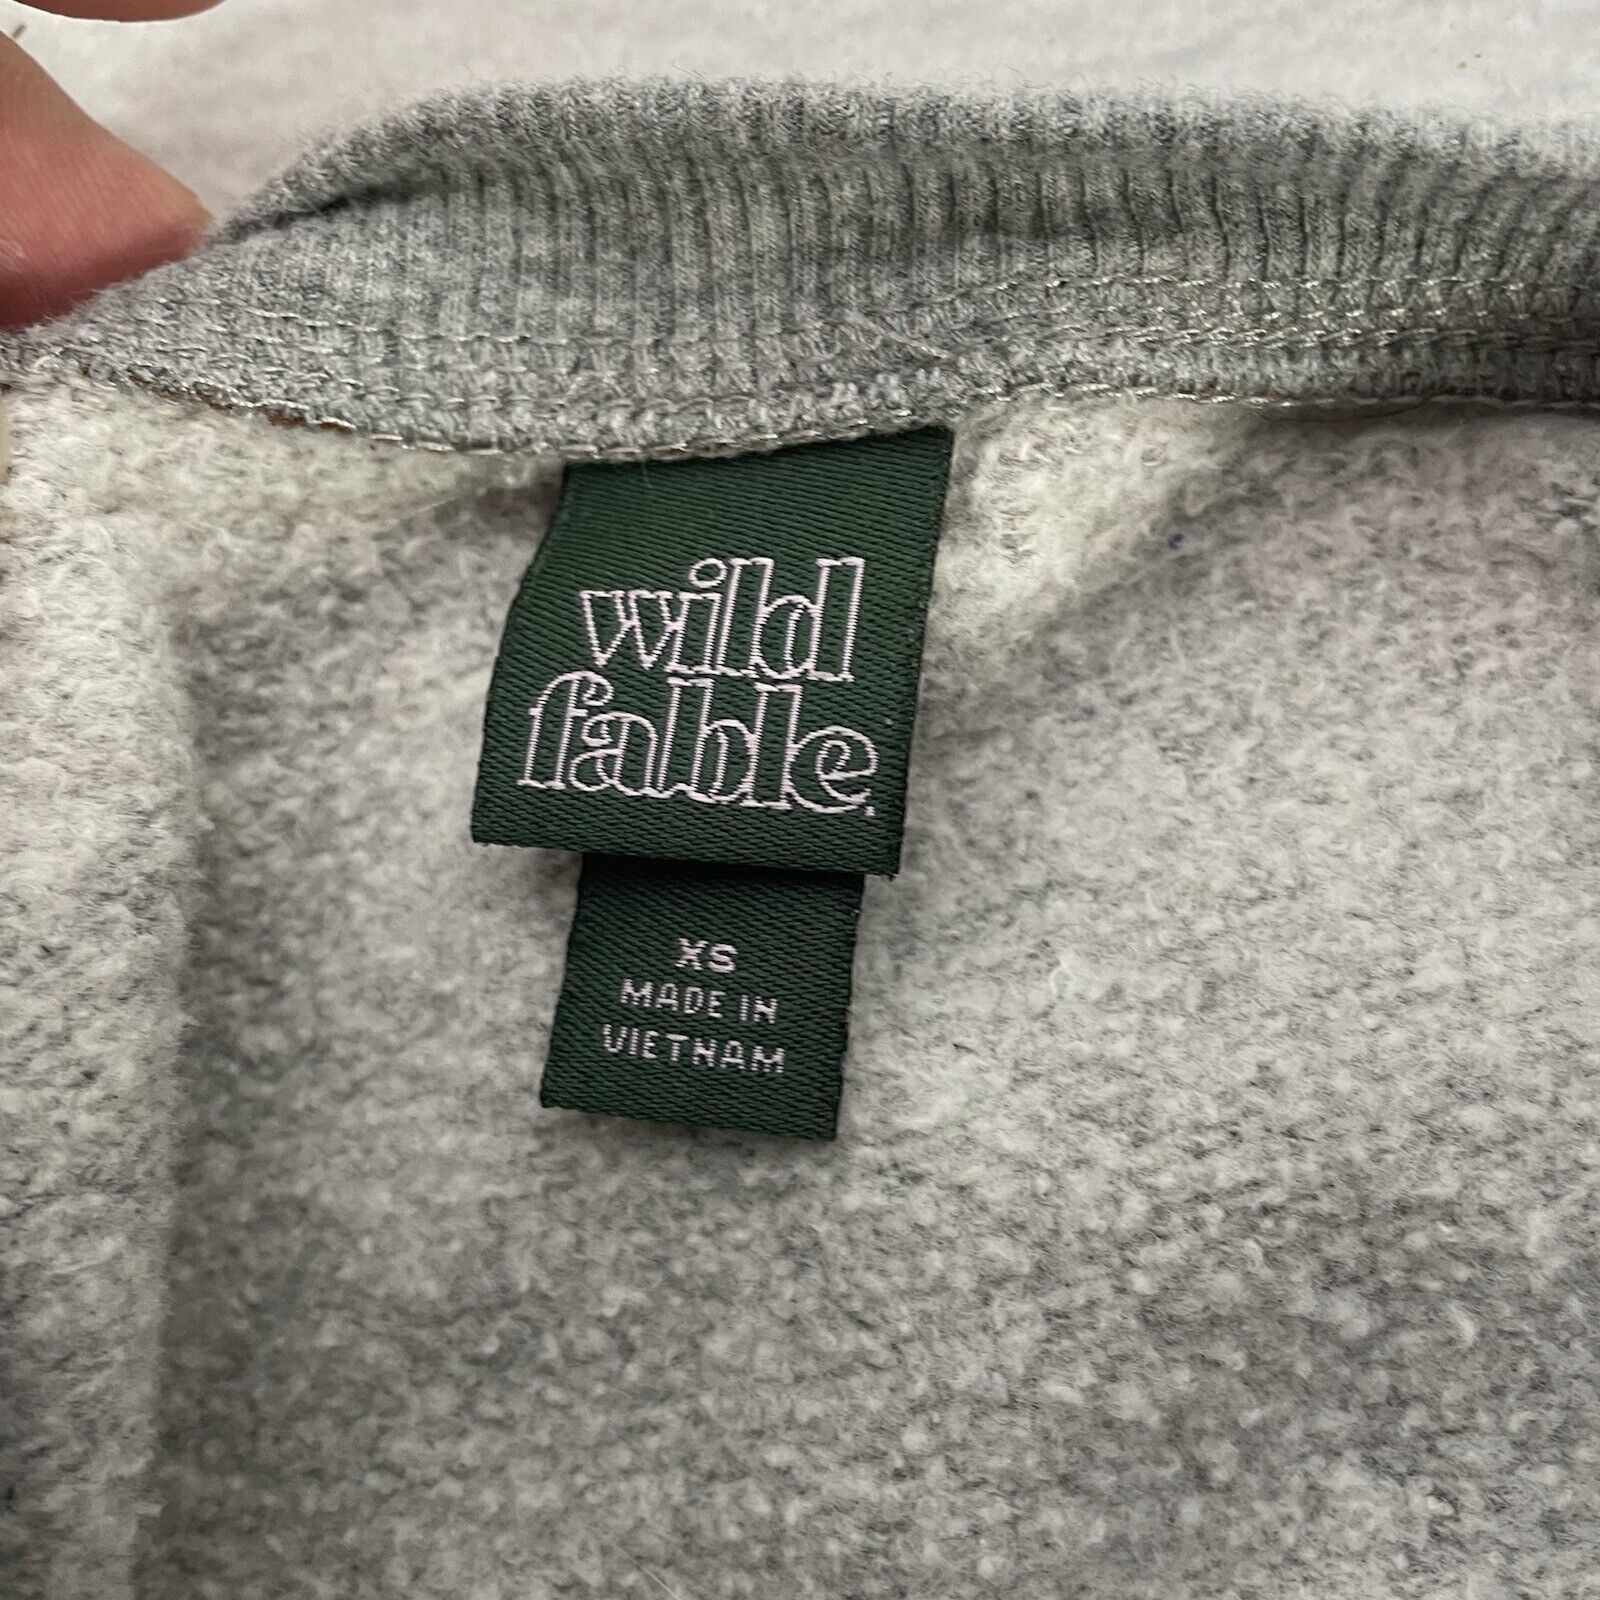 wild
fable.
XS
MADE IN
VIETNAM